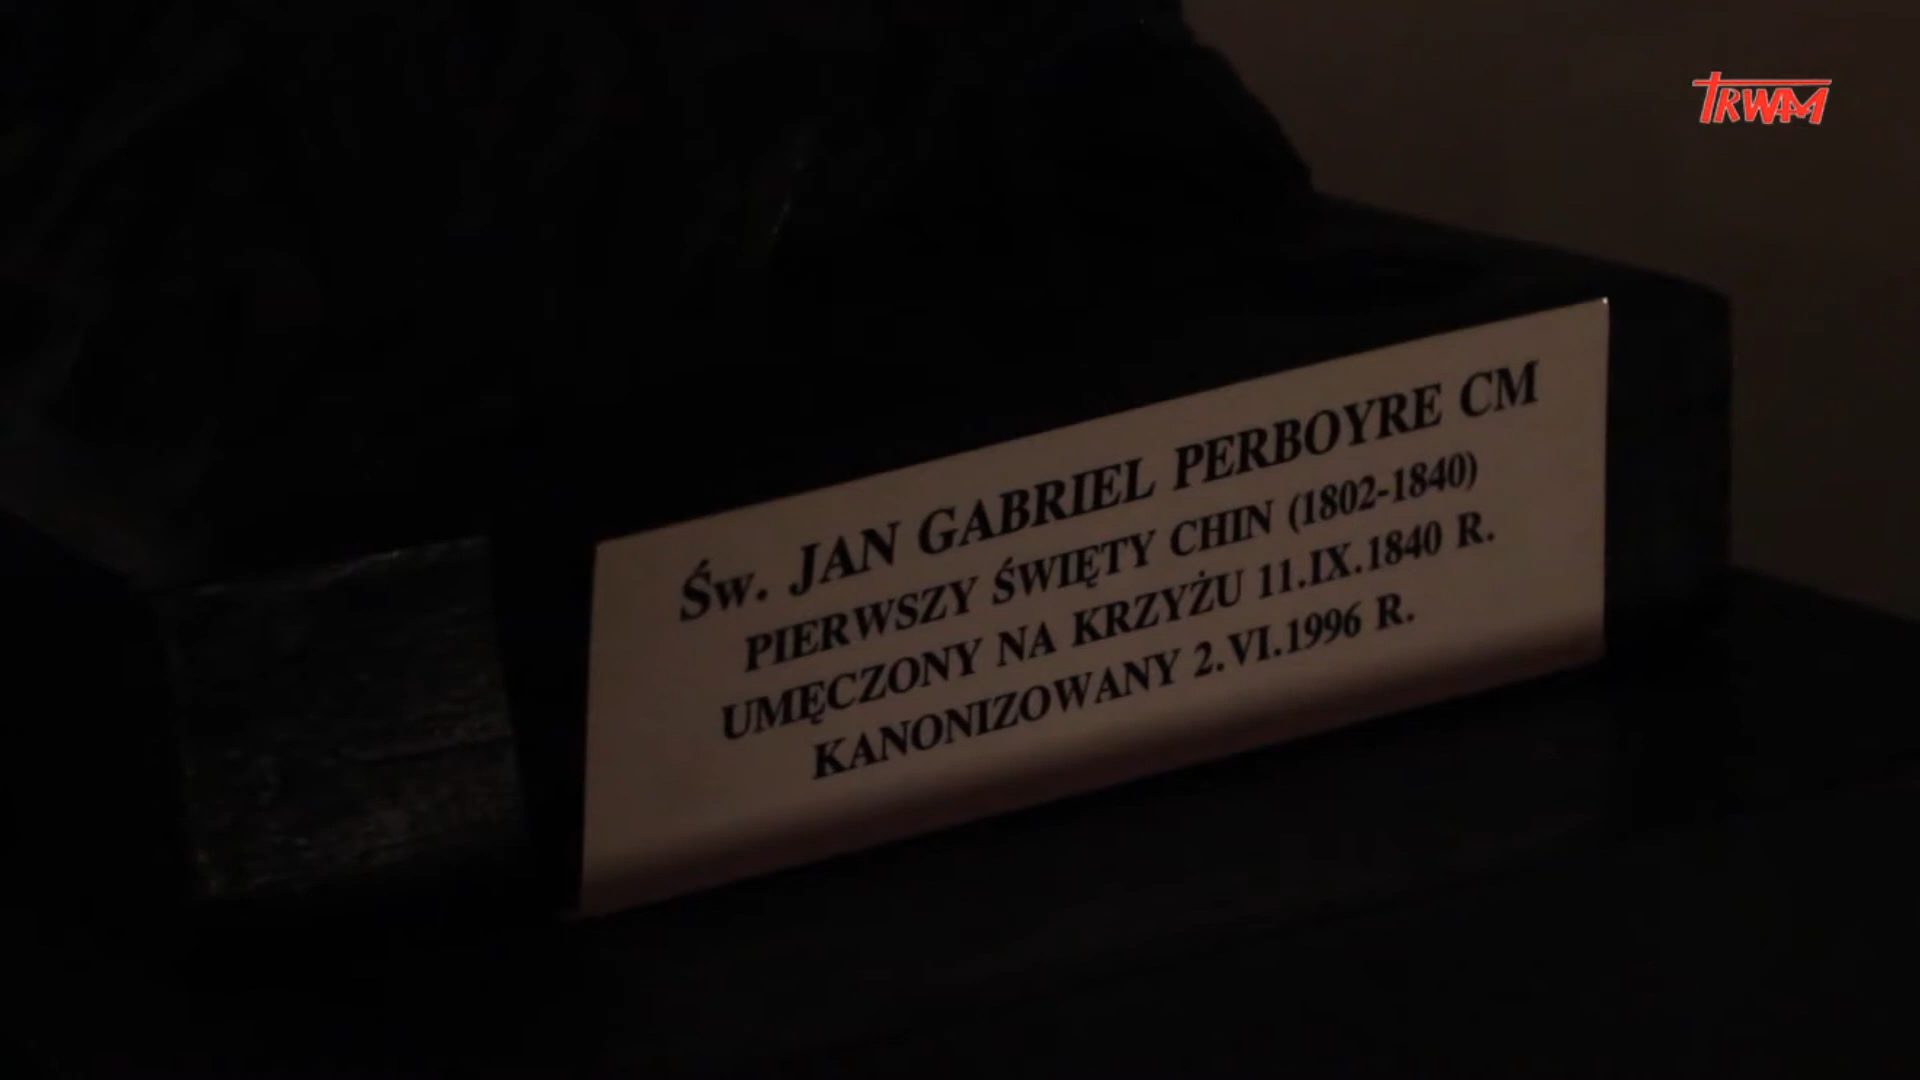 TRWAM
Św. JAN GABRIEL PERBOYRE CM
PIERWSZY ŚWIĘTY CHIN (1802-1840)
UMĘCZONY NA KRZYŻU 11.IX.1840 R.
KANONIZOWANY 2.VI.1996 R.